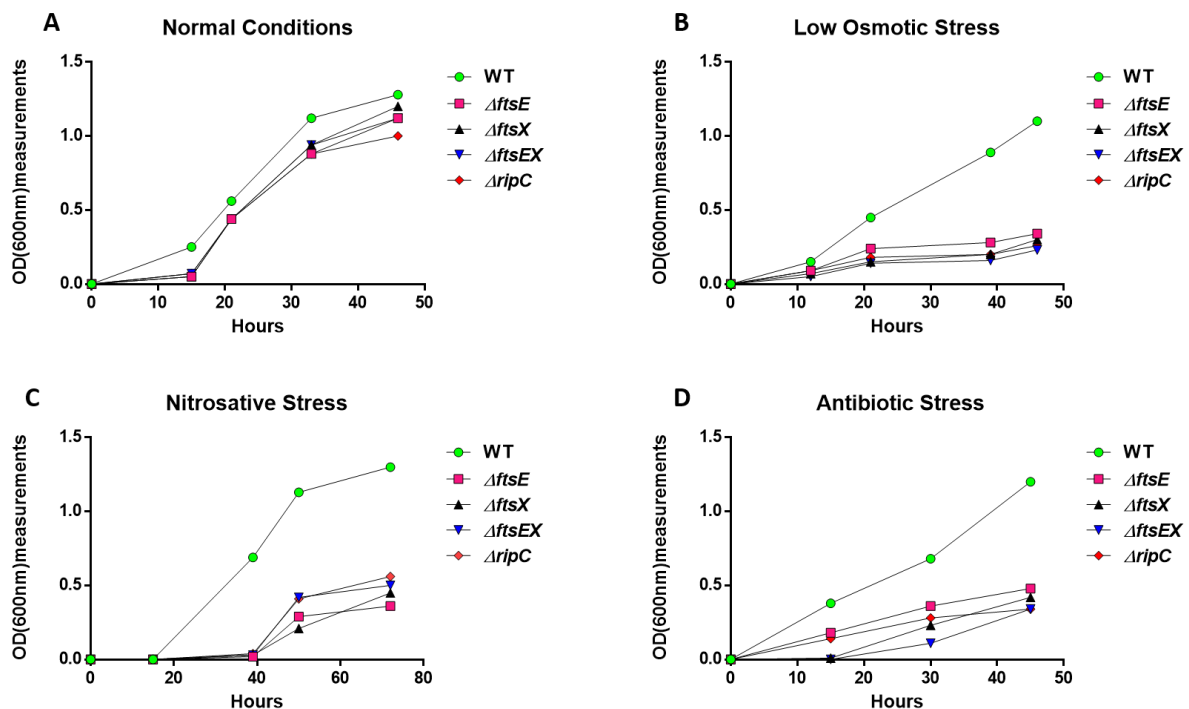 A
Normal Conditions
OD(600nm)measurements
1.5
1.0
0.5
0.0
0
10
20
30
40
50
Hours
WT
ΔftsE
ΔftsX
ΔftsEX
ΔripC
B
Low Osmotic Stress
OD(600nm)measurements
1.5
1.0
0.5
0.0
0
10
20
30
40
50
Hours
WT
ΔftsE
ΔftsX
ΔftsEX
ΔripC
C
Nitrosative Stress
OD(600nm)measurements
1.5
1.0
0.5
0.0
0
20
40
60
80
Hours
WT
ΔftsE
ΔftsX
ΔftsEX
ΔripC
D
Antibiotic Stress
OD(600nm)measurements
1.5
1.0
0.5
0.0
0
10
20
30
40
50
Hours
WT
ΔftsE
ΔftsX
ΔftsEX
ΔripC